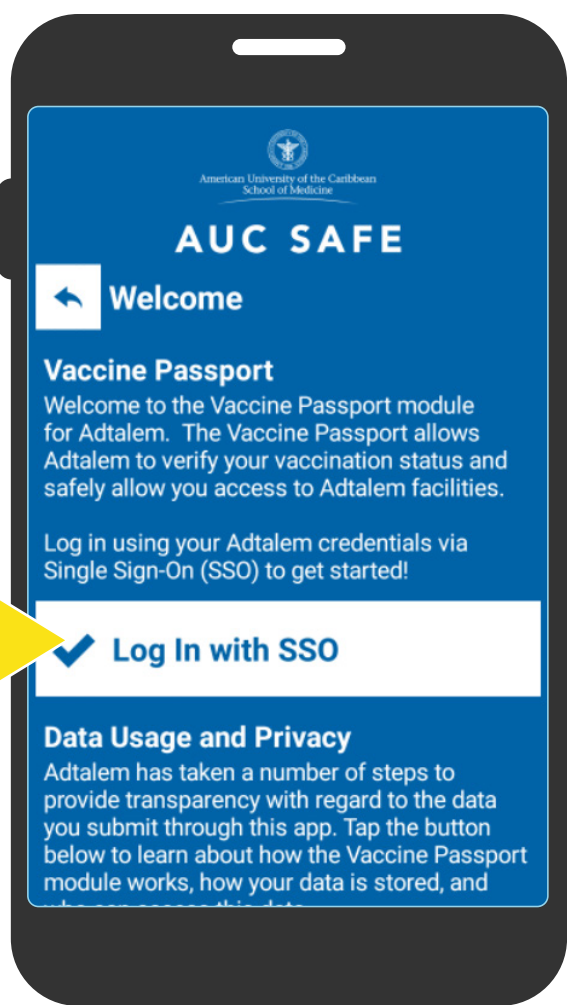 American University of the Caribbean
School of Medicine
AUC SAFE
Welcome
Vaccine Passport
Welcome to the Vaccine Passport module
for Adtalem.  The Vaccine Passport allows
Adtalem to verify your vaccination status and
safely allow you access to Adtalem facilities.
Log in using your Adtalem credentials via
Single Sign-On (SSO) to get started!
Log In with SSO
Data Usage and Privacy
Adtalem has taken a number of steps to
provide transparency with regard to the data
you submit through this app. Tap the button
below to learn about how the Vaccine Passport
module works, how your data is stored, and